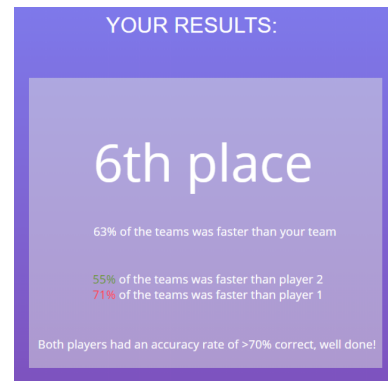 YOUR RESULTS:
6th place
63% of the teams was faster than your team
55% of the teams was faster than player 2
71% of the teams was faster than player 1
Both players had an accuracy rate of >70% correct, well done!